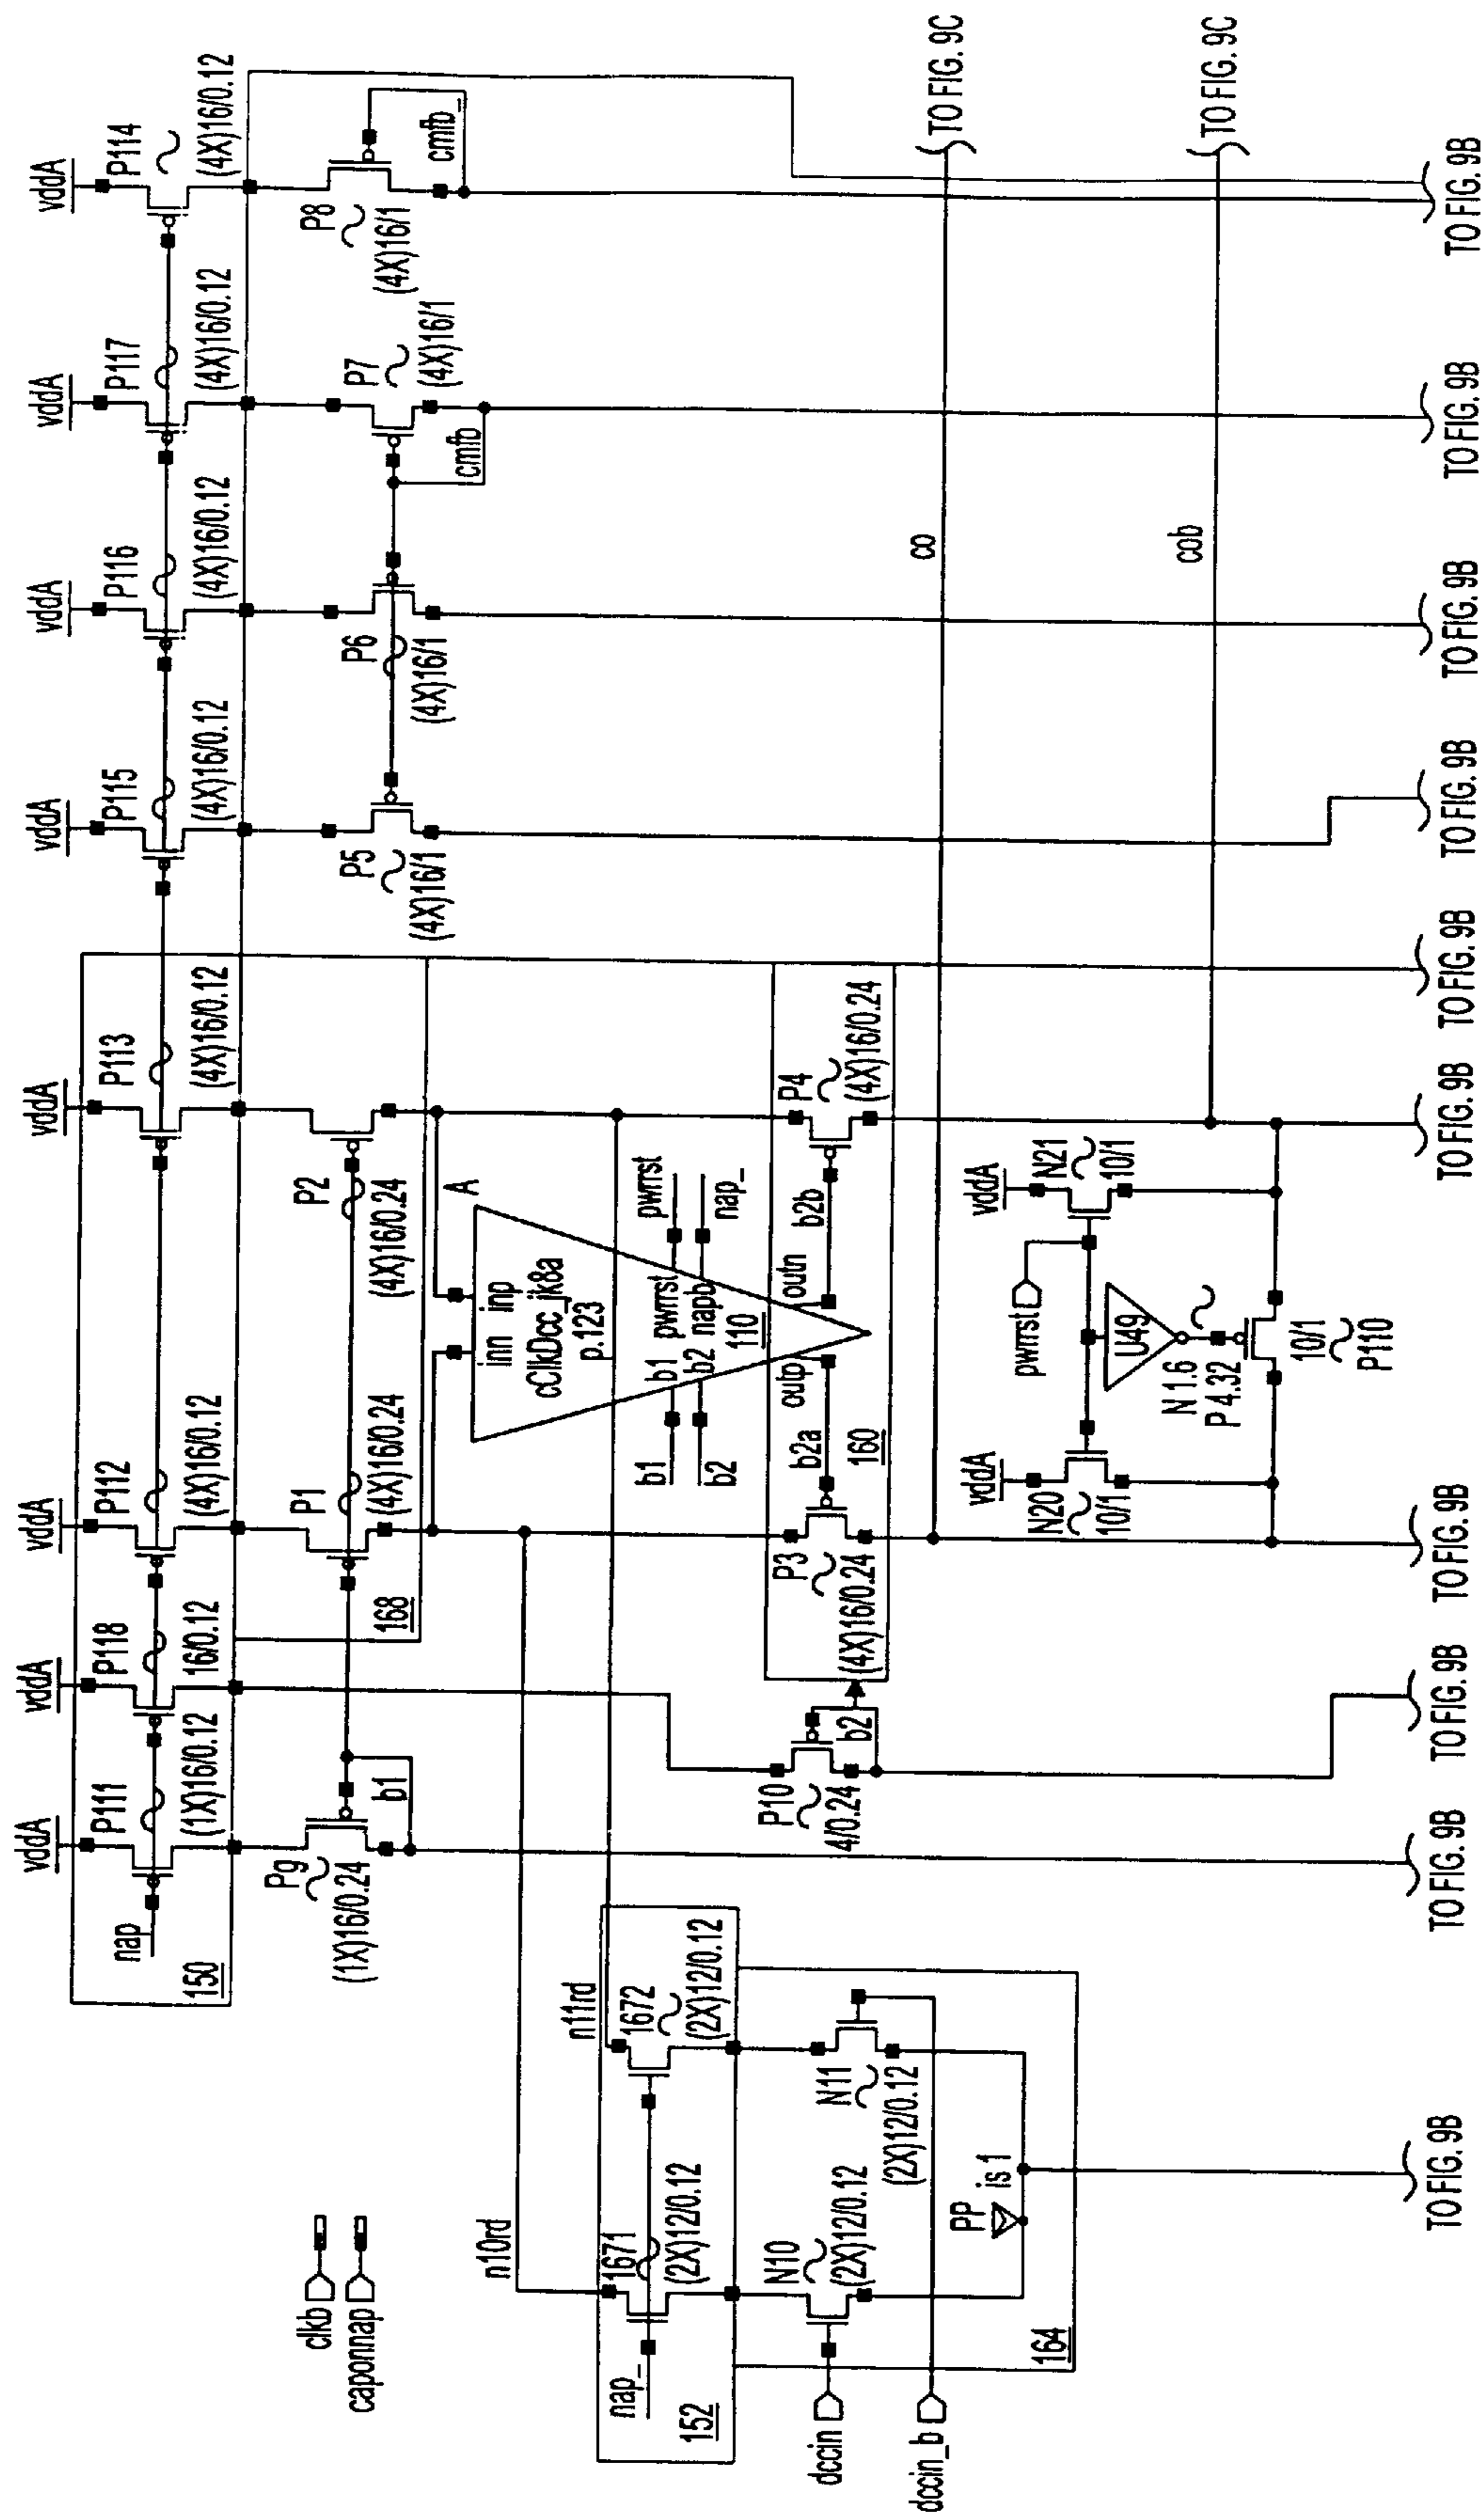 vddA
vddA
vddA
vddA
vddA
vddA
vddA
vddA
P111
P118
P112
P113
P115
P116
P117
P114
nap
(1X)16/0.12
16/0.12
(4X)16/0.12
(4X)16/0.12
(4X)16/0.12
(4X)16/0.12
(4X)16/0.12
(4X)16/0.12
150
P9
(1X)16/0.24
b1
P1
(4X)16/0.24
168
P2
(4X)16/0.24
P5
(4X)16/1
P6
(4X)16/1
P7
(4X)16/1
cmfb
P8
(4X)16/1
cmfb_
clkb
caponnap
A
inn inp
cClkDcc_jk8a
p.123
b1
b2
b1
b2
pwrrst
napb
110
pwrrst
nap_
outp
outn
b2a
b2b
n10rd
n11rd
1671
(2X)12/0.12
1672
(2X)12/0.12
nap_
152
P10
4/0.24
b2
P3
(4X)16/0.24
160
P4
(4X)16/0.24
dccin
dccin_b
N10
(2X)12/0.12
N11
(2X)12/0.12
PP
is 1
164
co
TO FIG. 9C
vddA
N20
10/1
pwrrst
U49
N 1.6
P 4.32
vddA
N21
10/1
10/1
P110
cob
TO FIG. 9C
TO FIG. 9B
TO FIG. 9B
TO FIG. 9B
TO FIG. 9B
TO FIG. 9B
TO FIG. 9B
TO FIG. 9B
TO FIG. 9B
TO FIG. 9B
TO FIG. 9B